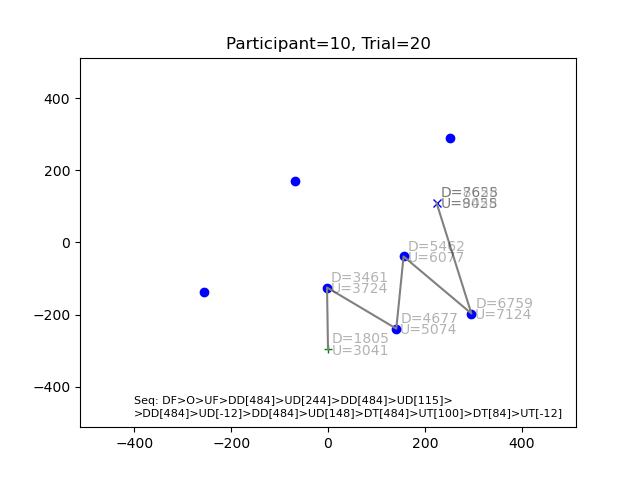 Participant=10, Trial=20
400
200
0
−200
−400
U=9425
D=5462
U=6077
D=3461
U=3724
D=6759
U=7124
D=4677
U=5074
D=1805
U=3041
Seq: DF>O>UF>DD[484]>UD[244]>DD[484]>UD[115]>
>DD[484]>UD[-12]>DD[484]>UD[148]>DT[484]>UT[100]>DT[84]>UT[-12]
−400
−200
0
200
400